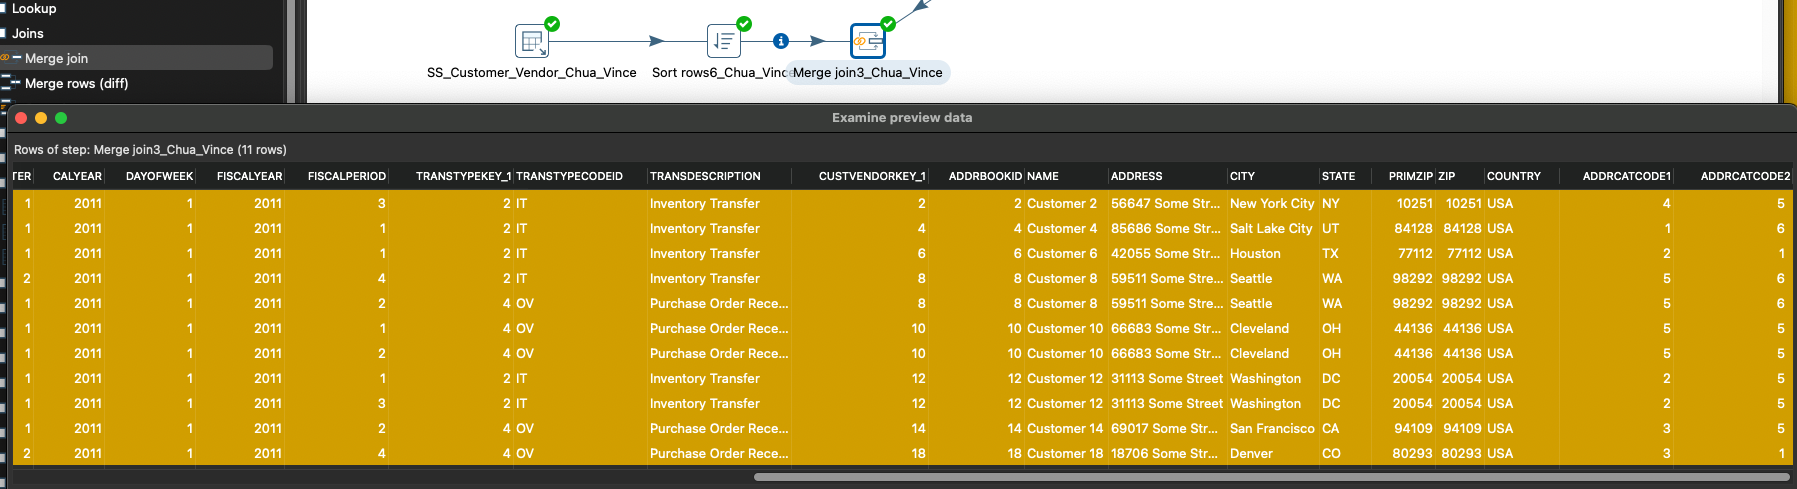 Lookup
Joins
Merge join
Merge rows (diff)
SS_Customer_Vendor_Chua_Vince Sort rows6_Chua_Vince Merge join3_Chua_Vince
Examine preview data
Rows of step: Merge join3_Chua_Vince (11 rows)
TER CALYEAR DAYOFWEEK FISCALYEAR FISCALPERIOD TRANSTYPEKEY_1 TRANSTYPECODEID TRANSDESCRIPTION CUSTVENDORKEY_1 ADDRBOOKID NAME ADDRESS CITY STATE PRIMZIP ZIP COUNTRY ADDRCATCODE1 ADDRCATCODE2
1 2011 1 2011 3 2 IT Inventory Transfer 2 2 Customer 2 56647 Some Str... New York City NY 10251 10251 USA 4 5
1 2011 1 2011 1 2 IT Inventory Transfer 4 4 Customer 4 85686 Some Str... Salt Lake City UT 84128 84128 USA 1 6
1 2011 1 2011 1 2 IT Inventory Transfer 6 6 Customer 6 42055 Some Stre... Houston TX 77112 77112 USA 2 1
2 2011 1 2011 4 2 IT Inventory Transfer 8 8 Customer 8 59511 Some Stre... Seattle WA 98292 98292 USA 5 6
1 2011 1 2011 2 4 OV Purchase Order Rece... 8 8 Customer 8 59511 Some Stre... Seattle WA 98292 98292 USA 5 6
1 2011 1 2011 1 4 OV Purchase Order Rece... 10 10 Customer 10 66683 Some Str... Cleveland OH 44136 44136 USA 5 5
1 2011 1 2011 2 4 OV Purchase Order Rece... 10 10 Customer 10 66683 Some Str... Cleveland OH 44136 44136 USA 5 5
1 2011 1 2011 1 2 IT Inventory Transfer 12 12 Customer 12 31113 Some Street Washington DC 20054 20054 USA 2 5
1 2011 1 2011 3 2 IT Inventory Transfer 12 12 Customer 12 31113 Some Street Washington DC 20054 20054 USA 2 5
1 2011 1 2011 2 4 OV Purchase Order Rece... 14 14 Customer 14 69017 Some Str... San Francisco CA 94109 94109 USA 3 5
2 2011 1 2011 4 4 OV Purchase Order Rece... 18 18 Customer 18 18706 Some Str... Denver CO 80293 80293 USA 3 1